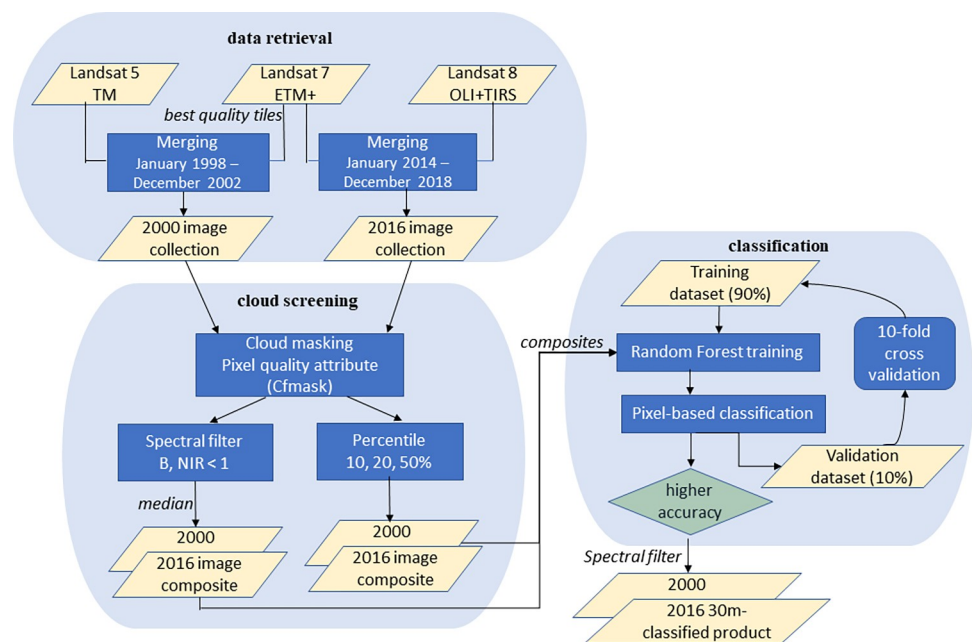 data retrieval
Landsat 5
TM
Landsat 7
ETM+
Landsat 8
OLI+TIRS
best quality tiles
Merging
January 1998 –
December 2002
Merging
January 2014 –
December 2018
2000 image
collection
2016 image
collection
cloud screening
Cloud masking
Pixel quality attribute
(Cfmask)
Spectral filter
B, NIR < 1
Percentile
10, 20, 50%
median
2000
2016 image
composite
2000
2016 image
composite
composites
classification
Training
dataset (90%)
Random Forest training
10-fold
cross
validation
Pixel-based classification
Validation
dataset (10%)
higher
accuracy
Spectral filter
2000
2016 30m-
classified product